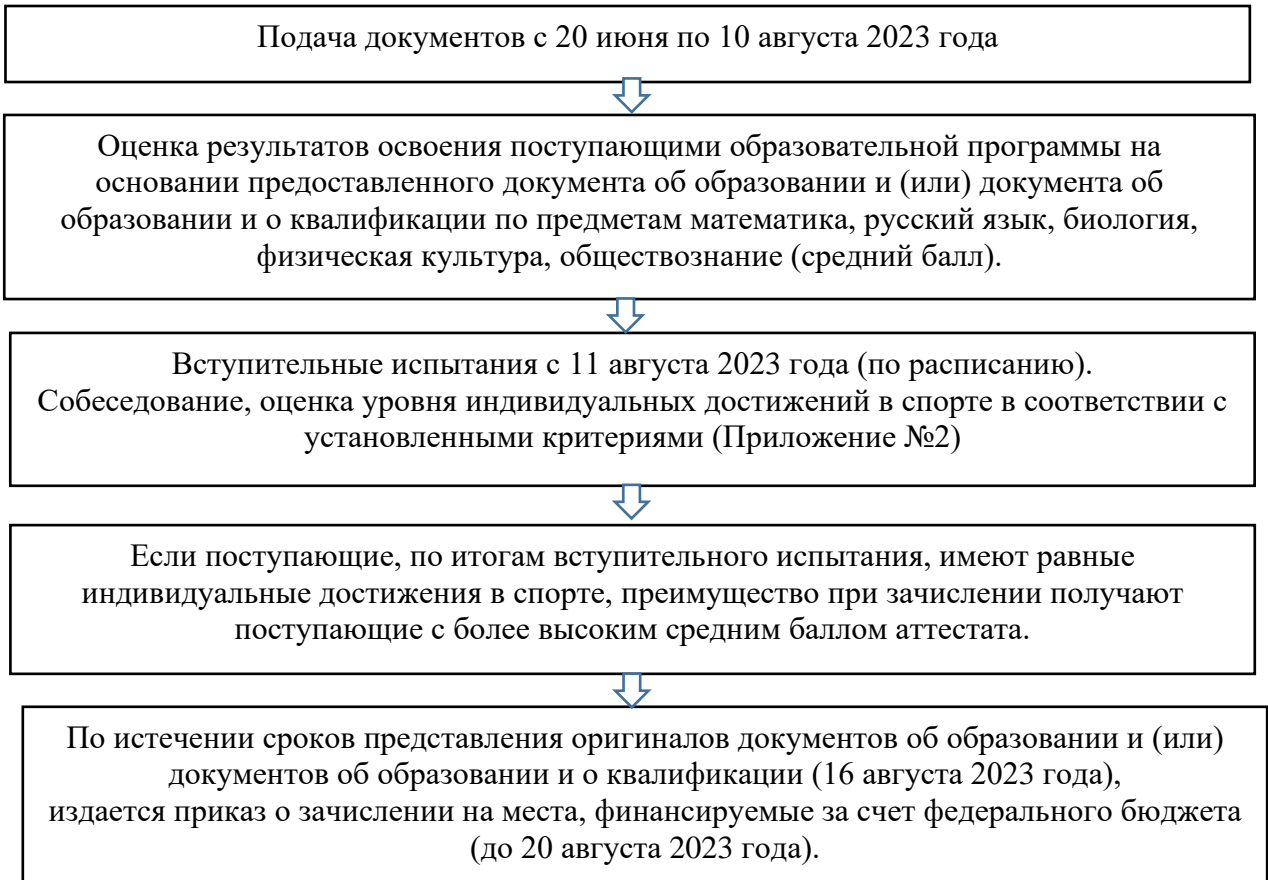 Подача документов с 20 июня по 10 августа 2023 года
Оценка результатов освоения поступающими образовательной программы на
основании предоставленного документа об образовании и (или) документа об
образовании и о квалификации по предметам математика, русский язык, биология,
физическая культура, обществознание (средний балл).
Вступительные испытания с 11 августа 2023 года (по расписанию).
Собеседование, оценка уровня индивидуальных достижений в спорте в соответствии с
установленными критериями (Приложение №2)
Если поступающие, по итогам вступительного испытания, имеют равные
индивидуальные достижения в спорте, преимущество при зачислении получают
поступающие с более высоким средним баллом аттестата.
По истечении сроков представления оригиналов документов об образовании и (или)
документов об образовании и о квалификации (16 августа 2023 года),
издается приказ о зачислении на места, финансируемые за счет федерального бюджета
(до 20 августа 2023 года).